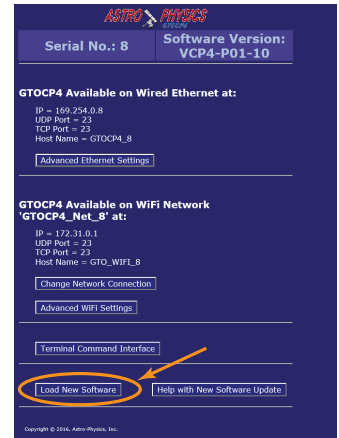 ASTRO PHYSICS
GTOCP4
Serial No.: 8
Software Version:
VCP4-P01-10
GTOCP4 Available on Wired Ethernet at:
IP = 169.254.0.8
UDP Port = 23
TCP Port = 23
Host Name = GTOCP4_8
Advanced Ethernet Settings
GTOCP4 Available on WiFi Network
'GTOCP4_Net_8' at:
IP = 172.31.0.1
UDP Port = 23
TCP Port = 23
Host Name = GTO_WIFI_8
Change Network Connection
Advanced WiFi Settings
Terminal Command Interface
Load New Software
Help with New Software Update
Copyright © 2016, Astro-Physics, Inc.